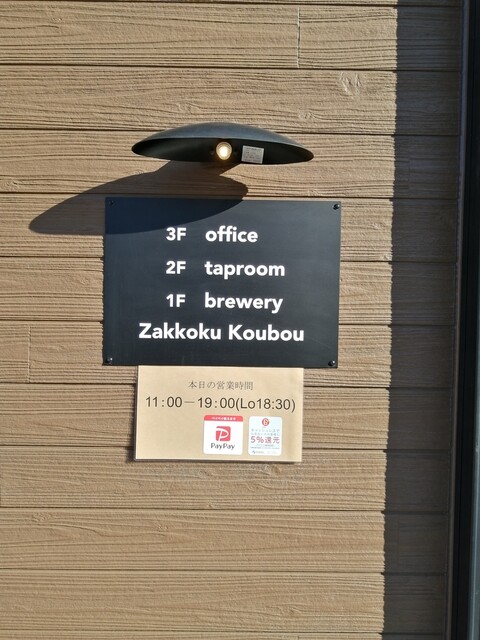 3F office
2F taproom
1F brewery
Zakkoku Koubou
本日の営業時間
11:00－19:00(Lo18:30)
PayPay
5%還元